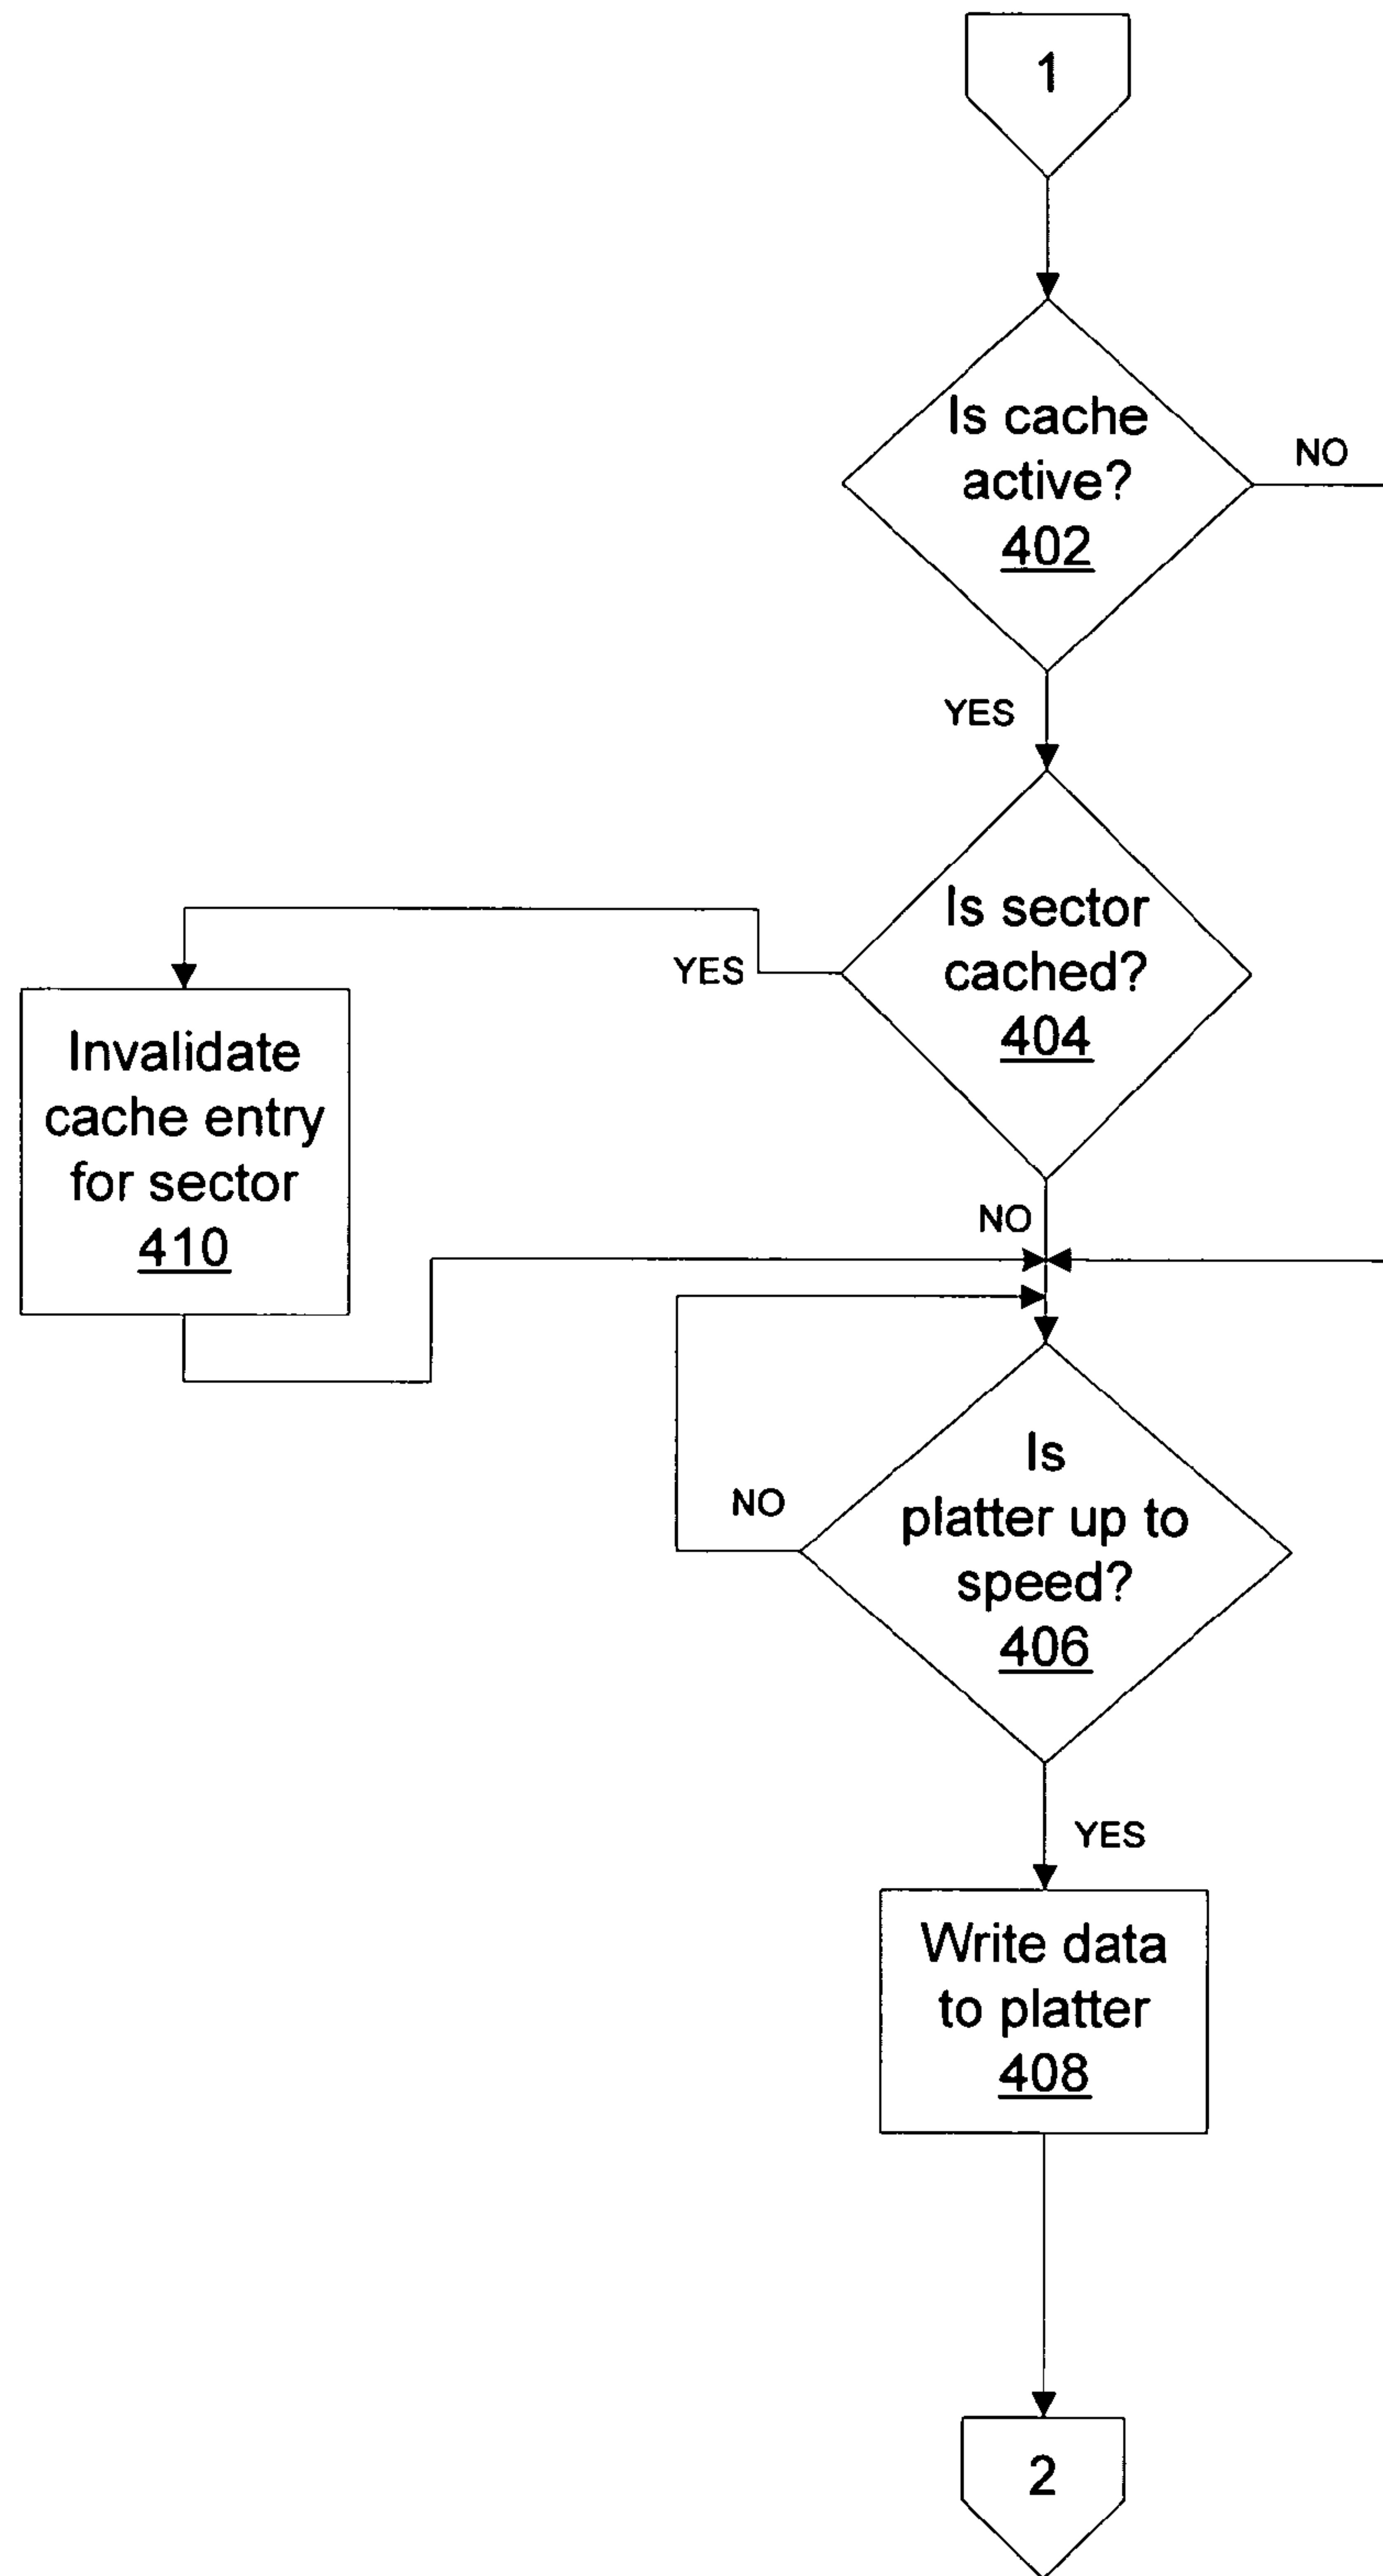 1
Is cache
active?
402
NO
YES
Is sector
cached?
404
YES
Invalidate
cache entry
for sector
410
NO
Is
platter up to
speed?
406
NO
YES
Write data
to platter
408
2